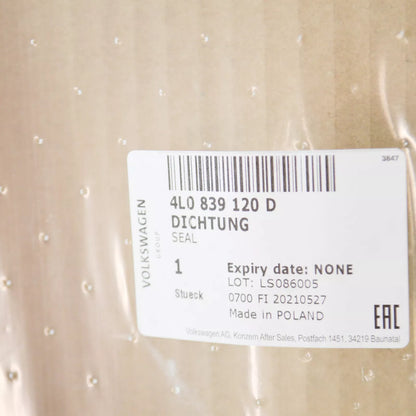 3847
VOLKSWAGEN
GROUP
4L0 839 120 D
DICHTUNG
SEAL
1
Stueck
Expiry date: NONE
LOT: LS086005
0700 FI 20210527
Made in POLAND
EAC
Volkswagen AG, Konzern After Sales, Postfach 1451, 34219 Baunatal